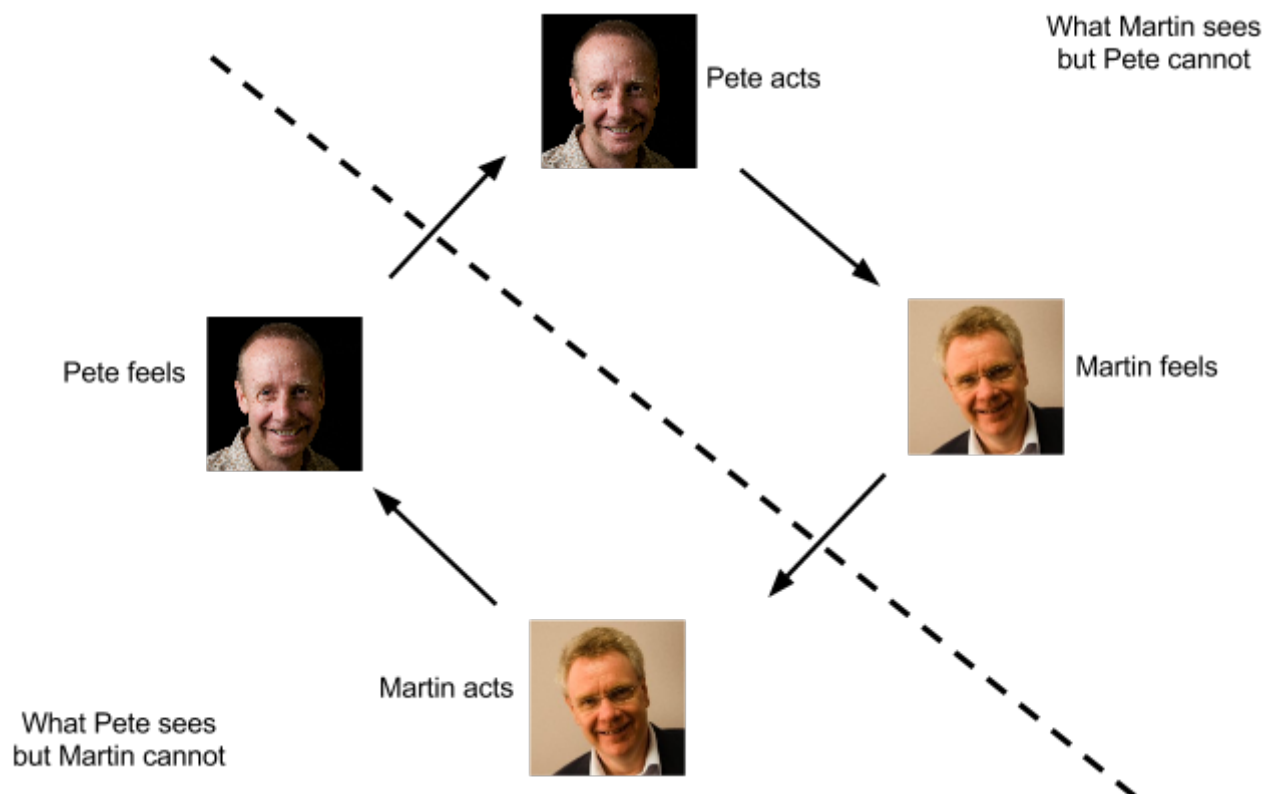 What Martin sees
but Pete cannot
Pete acts
Martin feels
Pete feels
Martin acts
What Pete sees
but Martin cannot